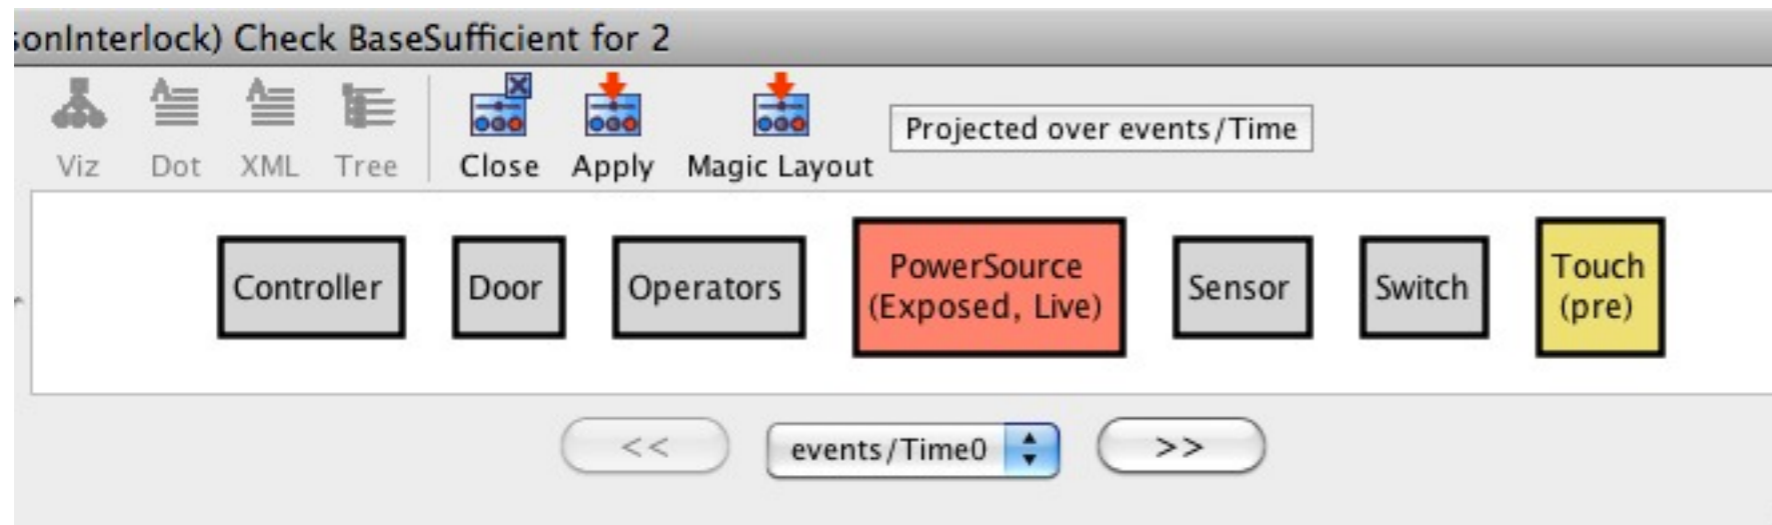 sonInterlock) Check BaseSufficient for 2
Viz Dot XML Tree Close Apply Magic Layout Projected over events/Time
Controller Door Operators PowerSource (Exposed, Live) Sensor Switch Touch (pre)
<< events/Time0 >>